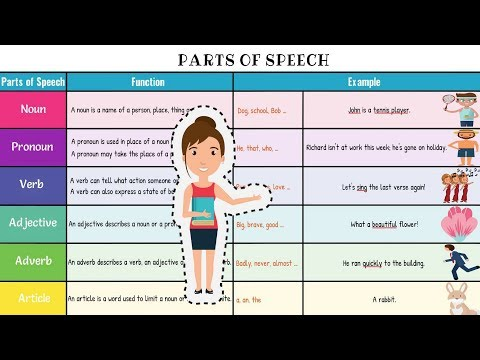 PARTS OF SPEECH
Parts of Speech Function Example
Noun A noun is a name of a person, place, thing Dog, school, Bob ... John is a tennis player.
Pronoun A pronoun is used in place of a noun
A pronoun may take the place of a He, that, who, ... Richard isn't at work this week; he's gone on holiday.
Verb A verb can tell what action someone
A verb can also express a state of love ... Let's sing the last verse again!
Adjective An adjective describes a noun or a Big, brave, good ... What a beautiful flower!
Adverb An adverb describes a verb, an adjective Badly, never, almost ... He ran quickly to the building.
Article An article is a word used to limit a noun a, an, the A rabbit.